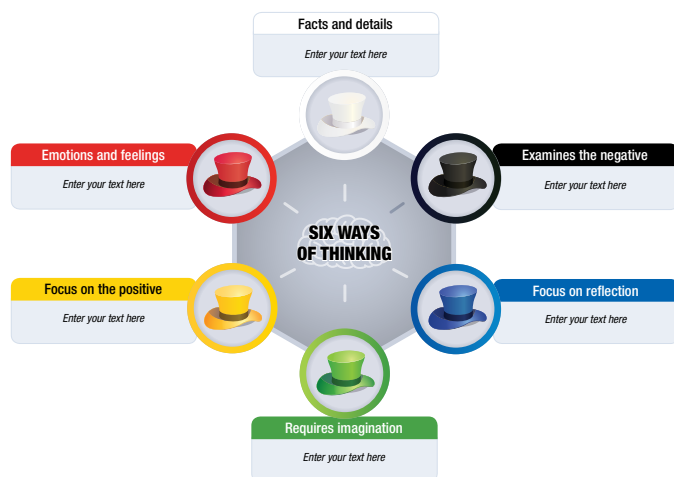 Facts and details
Enter your text here
Emotions and feelings
Enter your text here
Examines the negative
Enter your text here
SIX WAYS
OF THINKING
Focus on the positive
Enter your text here
Focus on reflection
Enter your text here
Requires imagination
Enter your text here